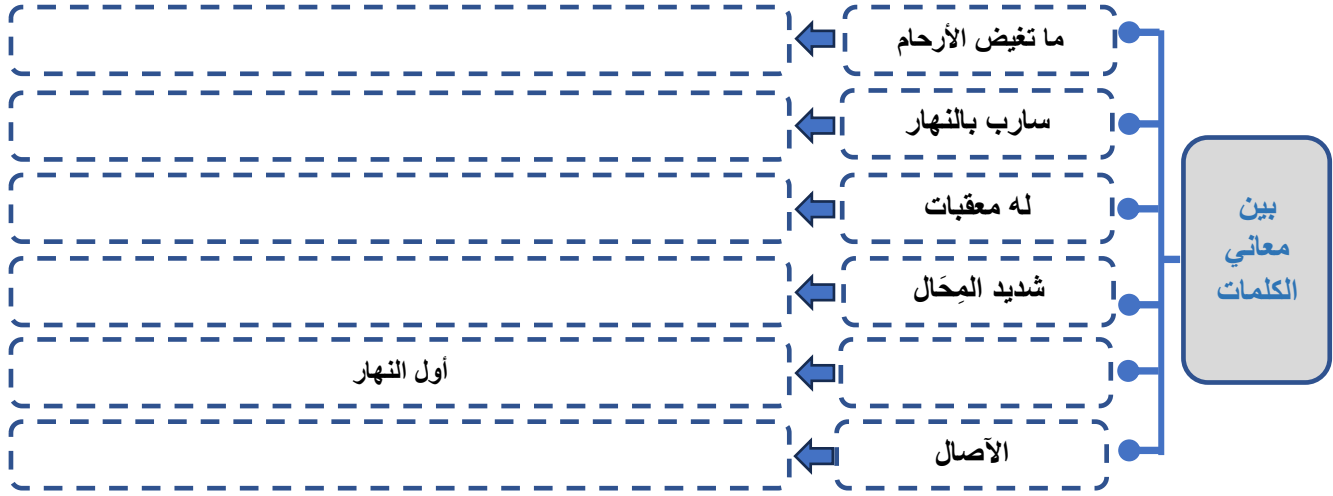 بين
معاني
الكلمات
ما تغيض الأرحام
سارب بالنهار
له معقبات
شديد المِحَال
أول النهار
الآصال